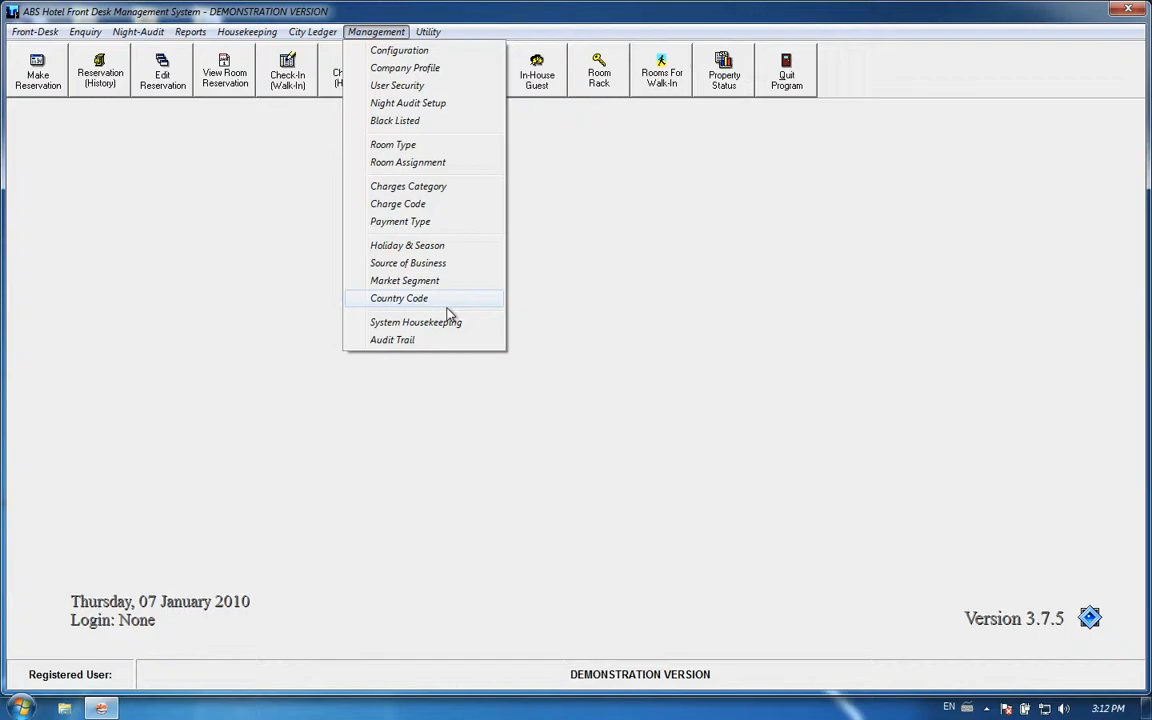 ABS Hotel Front Desk Management System - DEMONSTRATION VERSION
Front-Desk Enquiry Night-Audit Reports Housekeeping City Ledger Management Utility
Make Reservation
Reservation (History)
Edit Reservation
View Room Reservation
Check-In (Walk-In)
In-House Guest
Room Rack
Rooms For Walk-In
Property Status
Quit Program
Configuration
Company Profile
User Security
Night Audit Setup
Black Listed
Room Type
Room Assignment
Charges Category
Charge Code
Payment Type
Holiday & Season
Source of Business
Market Segment
Country Code
System Housekeeping
Audit Trail
Thursday, 07 January 2010
Login: None
Version 3.7.5
Registered User:
DEMONSTRATION VERSION
EN
3:12 PM